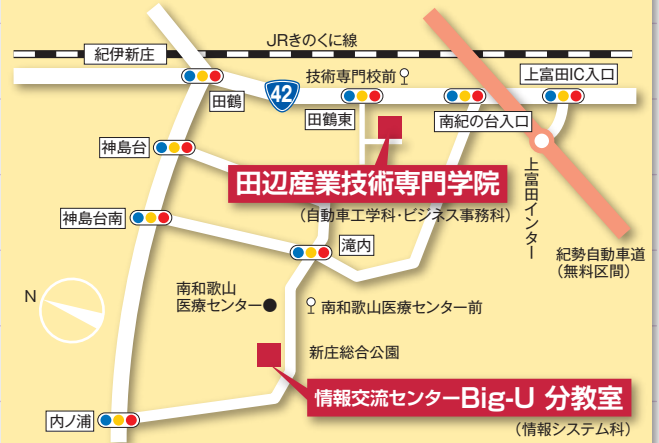 JRきのくに線
紀伊新庄
技術専門校前
上富田IC入口
田鶴
42
田鶴東
南紀の台入口
神島台
田辺産業技術専門学院
(自動車工学科・ビジネス事務科)
上富田インター
神島台南
滝内
紀勢自動車道
(無料区間)
N
南和歌山
医療センター
南和歌山医療センター前
新庄総合公園
情報交流センターBig-U 分教室
(情報システム科)
内ノ浦